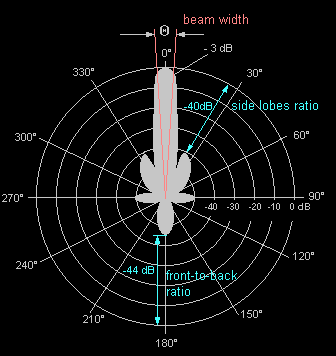 beam width
Θ
0°
- 3 dB
330°
30°
-40dB
side lobes ratio
300°
60°
270°
-40 -30 -20 -10 0 dB
90°
240°
120°
-44 dB
front-to-back
ratio
210°
150°
180°